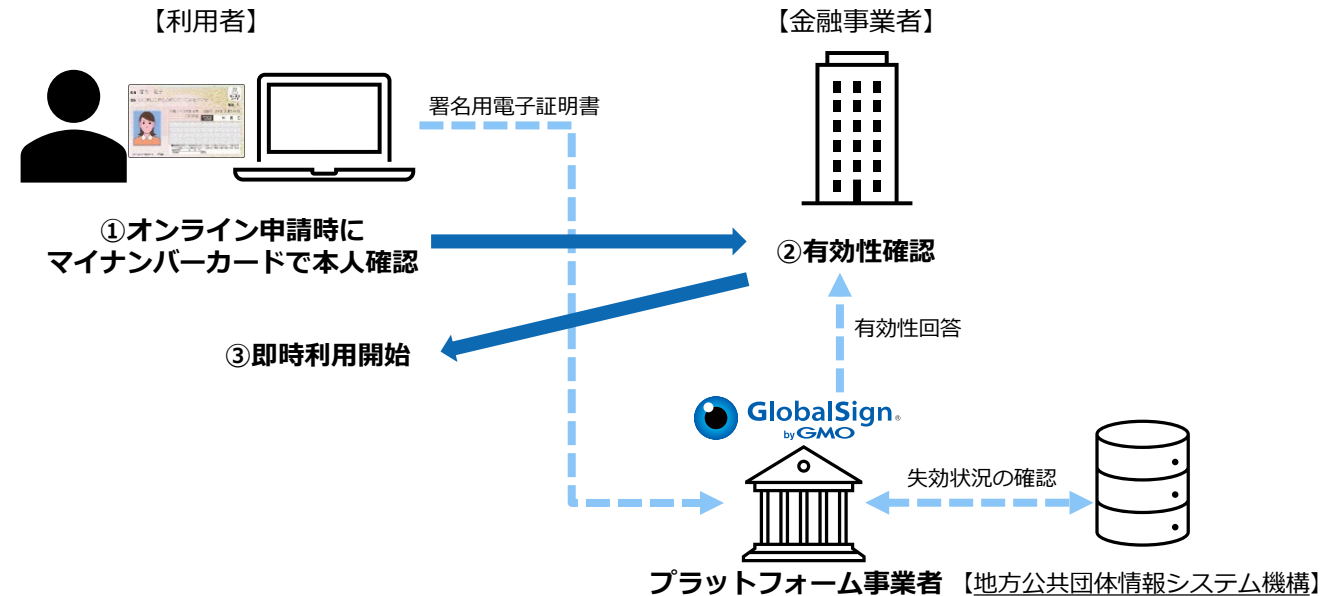 【利用者】
【金融事業者】
署名用電子証明書
①オンライン申請時に
マイナンバーカードで本人確認
②有効性確認
有効性回答
③即時利用開始
GlobalSign®
by GMO
失効状況の確認
プラットフォーム事業者
【地方公共団体情報システム機構】